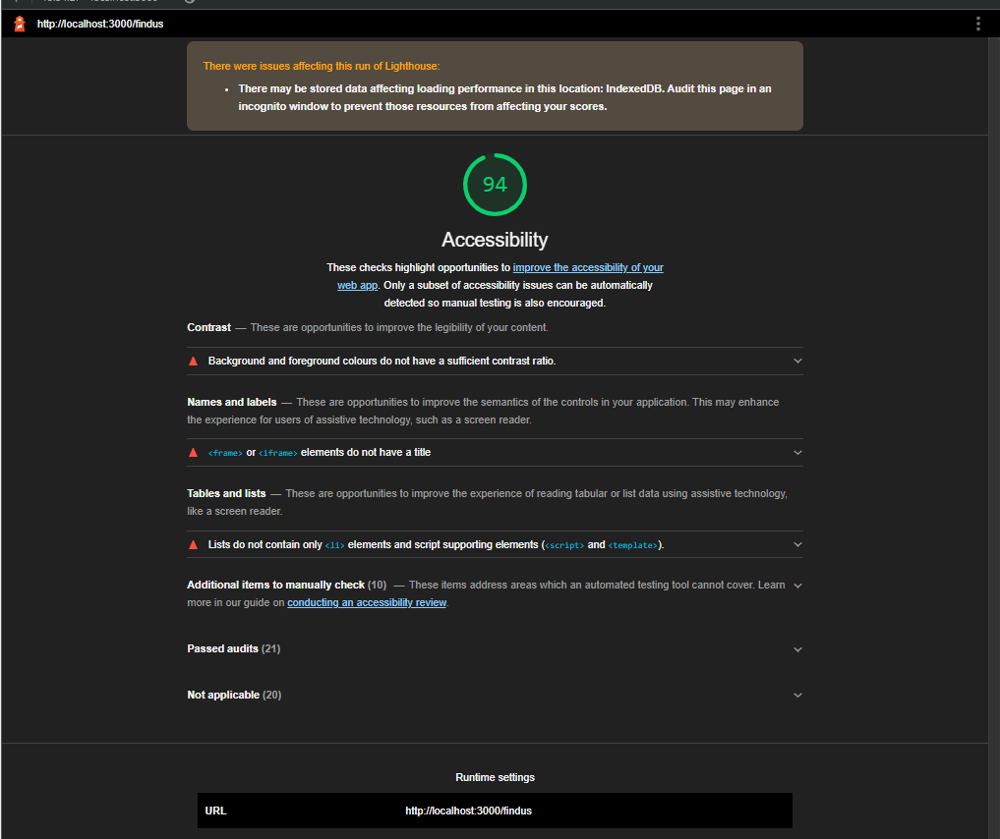 http://localhost:3000/findus
There were issues affecting this run of Lighthouse:
• There may be stored data affecting loading performance in this location: IndexedDB. Audit this page in an
incognito window to prevent those resources from affecting your scores.
94
Accessibility
These checks highlight opportunities to improve the accessibility of your
web app. Only a subset of accessibility issues can be automatically
detected so manual testing is also encouraged.
Contrast — These are opportunities to improve the legibility of your content.
Background and foreground colours do not have a sufficient contrast ratio.
Names and labels — These are opportunities to improve the semantics of the controls in your application. This may enhance
the experience for users of assistive technology, such as a screen reader.
<frame> or <iframe> elements do not have a title
Tables and lists — These are opportunities to improve the experience of reading tabular or list data using assistive technology,
like a screen reader.
Lists do not contain only <li> elements and script supporting elements (<script> and <template>).
Additional items to manually check (10) — These items address areas which an automated testing tool cannot cover. Learn
more in our guide on conducting an accessibility review.
Passed audits (21)
Not applicable (20)
Runtime settings
URL http://localhost:3000/findus